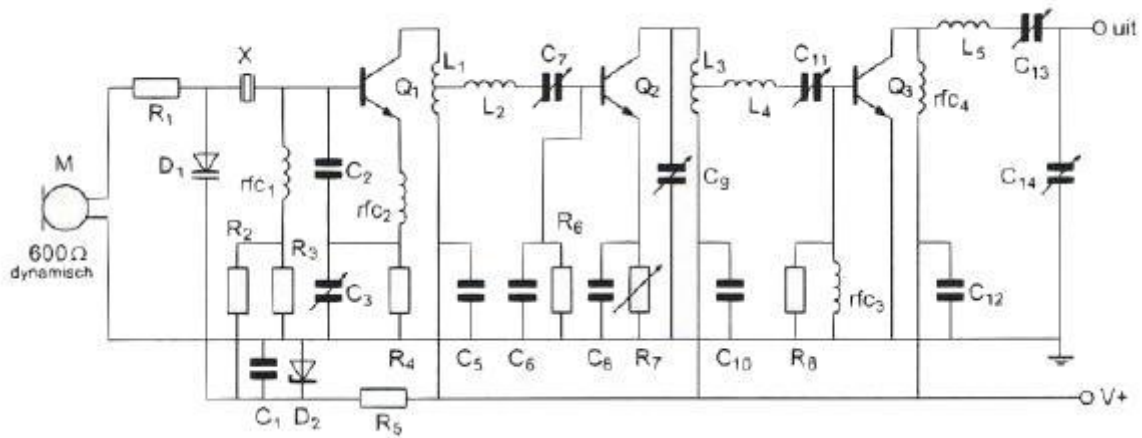 X
R1
D1
M
600Ω
dynamisch
rfc1
R2
R3
C2
C3
Q1
rfc2
R4
C1
D2
R5
L1
L2
C7
C5
C6
R6
Q2
C8
R7
C9
L3
L4
C11
C10
R8
rfc3
Q3
rfc4
L5
C13
uit
C14
C12
V+